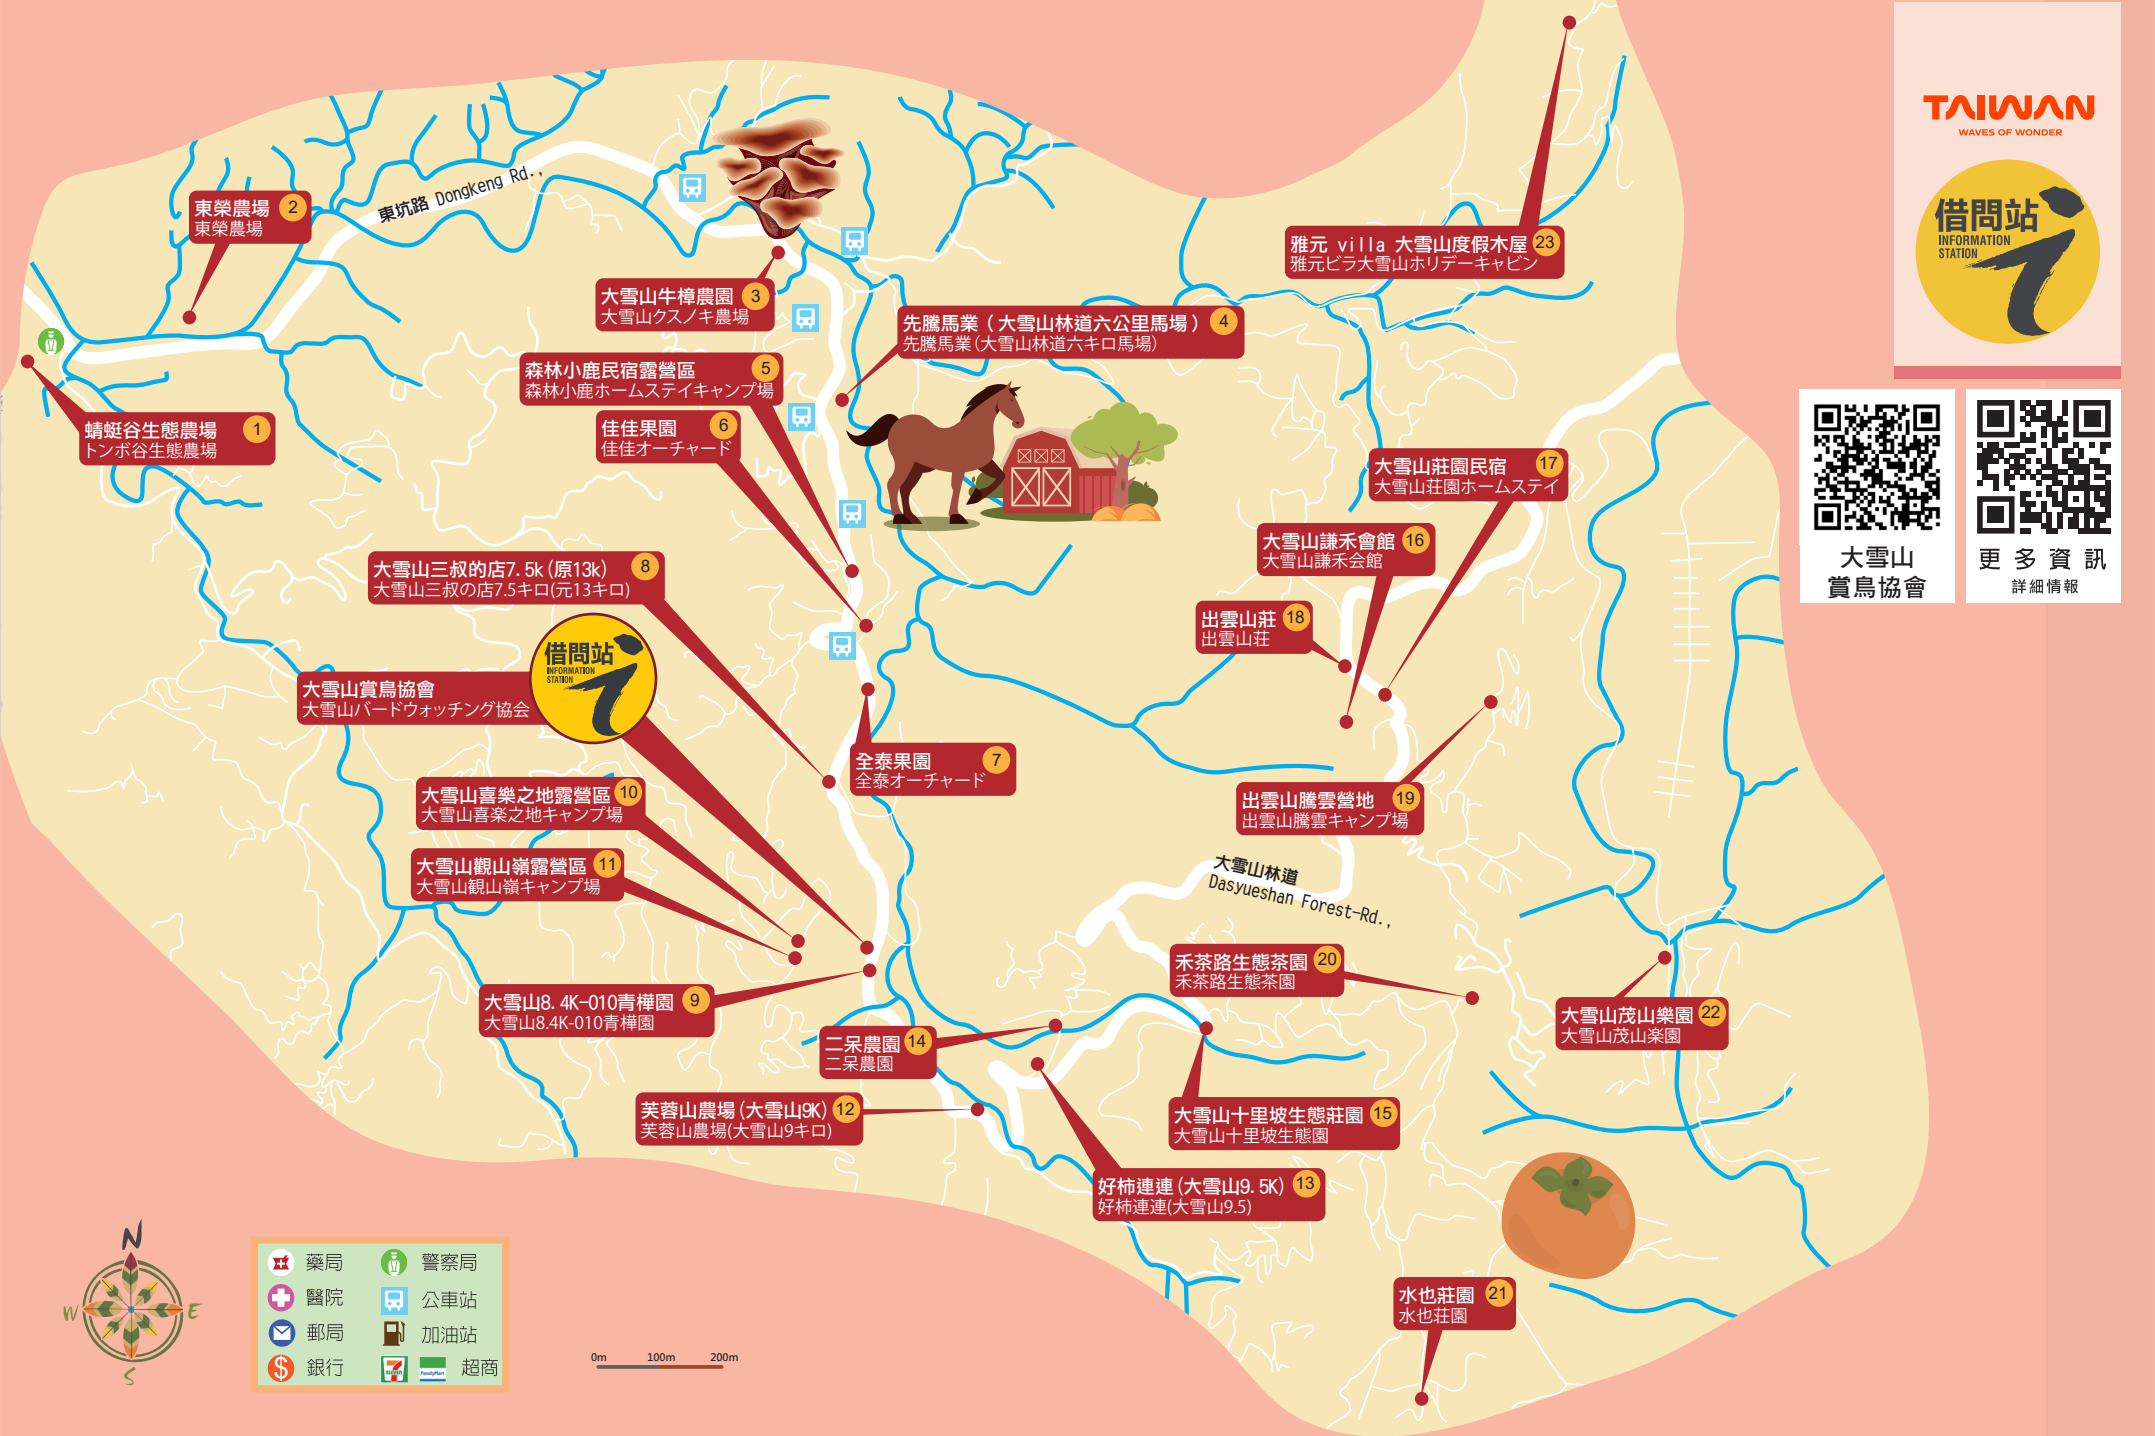 TAIWAN
WAVES OF WONDER
借問站
INFORMATION
STATION
大雪山
賞鳥協會
更多資訊
詳細情報
東坑路 DongKeng Rd.,
東榮農場 2
東榮農場
雅元 villa 大雪山度假木屋 23
雅元ビラ大雪山ホリデーキャビン
大雪山牛樟農園 3
大雪山クスノキ農場
先騰馬業（大雪山林道六公里馬場） 4
先騰馬業(大雪山林道六キロ馬場)
森林小鹿民宿露營區 5
森林小鹿ホームステイキャンプ場
蜻蜓谷生態農場 1
トンボ谷生態農場
佳佳果園 6
佳佳オーチャード
大雪山莊園民宿 17
大雪山荘園ホームステイ
大雪山謙禾會館 16
大雪山謙禾会館
大雪山三叔的店7.5k(原13k) 8
大雪山三叔の店7.5キロ(元13キロ)
出雲山莊 18
出雲山荘
借問站
INFORMATION
STATION
大雪山賞鳥協會
大雪山バードウォッチング協会
全泰果園 7
全泰オーチャード
大雪山喜樂之地露營區 10
大雪山喜楽之地キャンプ場
出雲山騰雲營地 19
出雲山騰雲キャンプ場
大雪山觀山嶺露營區 11
大雪山観山嶺キャンプ場
大雪山林道
Dasyueshan Forest-Rd.,
禾茶路生態茶園 20
禾茶路生態茶園
大雪山8.4K-010青樺園 9
大雪山8.4K-010青樺園
大雪山茂山樂園 22
大雪山茂山楽園
二呆農園 14
二呆農園
芙蓉山農場(大雪山9K) 12
芙蓉山農場(大雪山9キロ)
大雪山十里坡生態莊園 15
大雪山十里坡生態園
好柿連連(大雪山9.5K) 13
好柿連連(大雪山9.5)
水也莊園 21
水也荘園
N
W
E
S
藥局
警察局
醫院
公車站
郵局
加油站
銀行
7 ELEVEN
FamilyMart
超商
0m 100m 200m